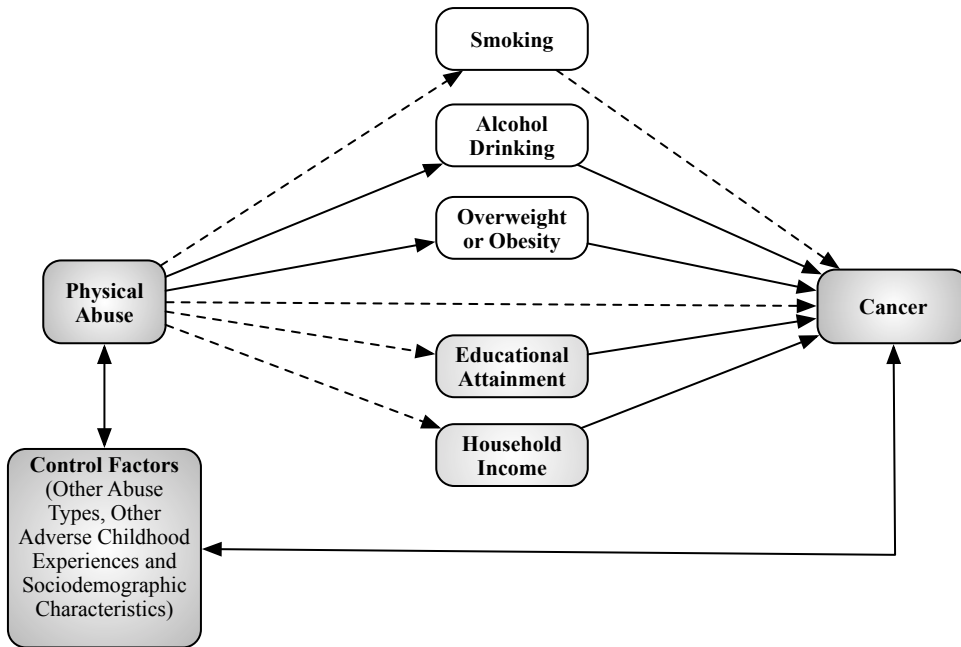 Smoking
Alcohol
Drinking
Overweight
or Obesity
Physical
Abuse
Cancer
Educational
Attainment
Household
Income
Control Factors
(Other Abuse
Types, Other
Adverse Childhood
Experiences and
Sociodemographic
Characteristics)